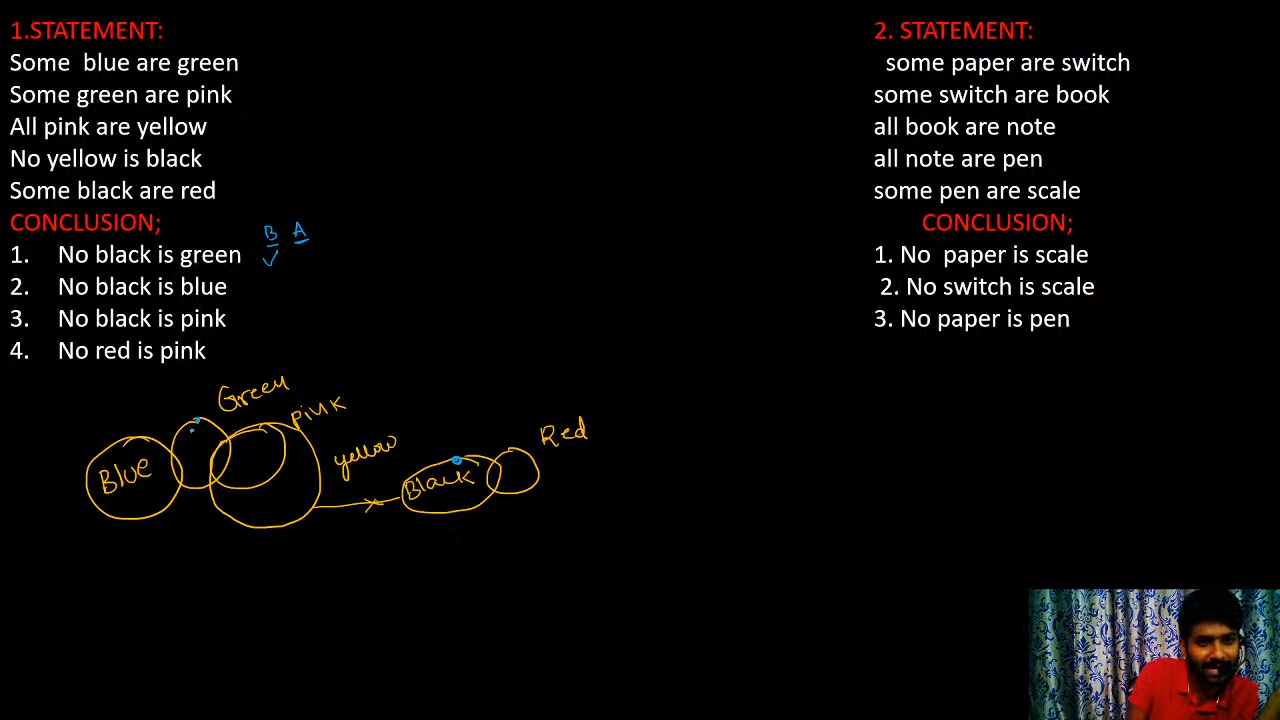 1.STATEMENT:
Some blue are green
Some green are pink
All pink are yellow
No yellow is black
Some black are red
CONCLUSION;
B A
1. No black is green
2. No black is blue
3. No black is pink
4. No red is pink
Green
pink
yellow
Blue
Black
Red
2. STATEMENT:
some paper are switch
some switch are book
all book are note
all note are pen
some pen are scale
CONCLUSION;
1. No paper is scale
2. No switch is scale
3. No paper is pen